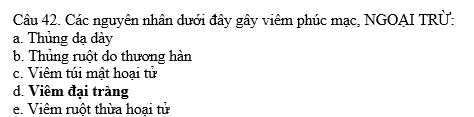 Câu 42. Các nguyên nhân dưới đây gây viêm phúc mạc, NGOẠI TRỪ:
a. Thủng dạ dày
b. Thủng ruột do thương hàn
c. Viêm túi mật hoại tử
d. Viêm đại tràng
e. Viêm ruột thừa hoại tử